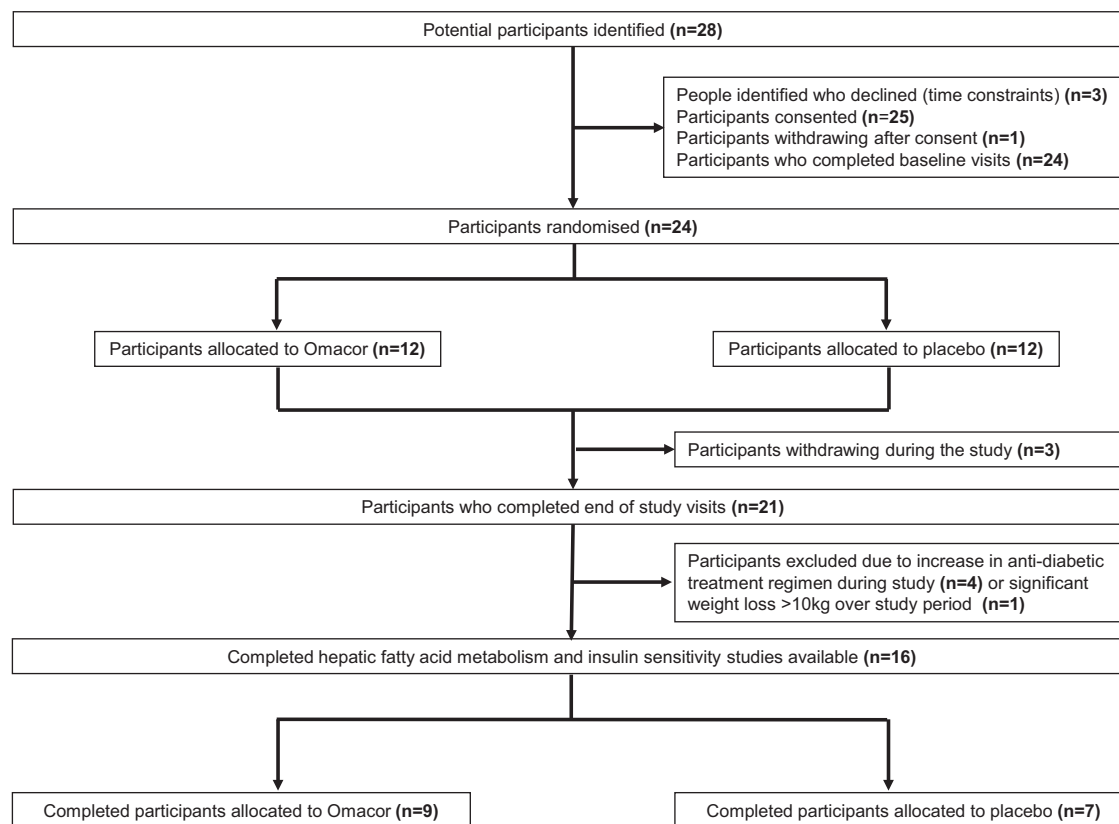 Potential participants identified (n=28)
People identified who declined (time constraints) (n=3)
Participants consented (n=25)
Participants withdrawing after consent (n=1)
Participants who completed baseline visits (n=24)
Participants randomised (n=24)
Participants allocated to Omacor (n=12)
Participants allocated to placebo (n=12)
Participants withdrawing during the study (n=3)
Participants who completed end of study visits (n=21)
Participants excluded due to increase in anti-diabetic
treatment regimen during study (n=4) or significant
weight loss >10kg over study period (n=1)
Completed hepatic fatty acid metabolism and insulin sensitivity studies available (n=16)
Completed participants allocated to Omacor (n=9)
Completed participants allocated to placebo (n=7)